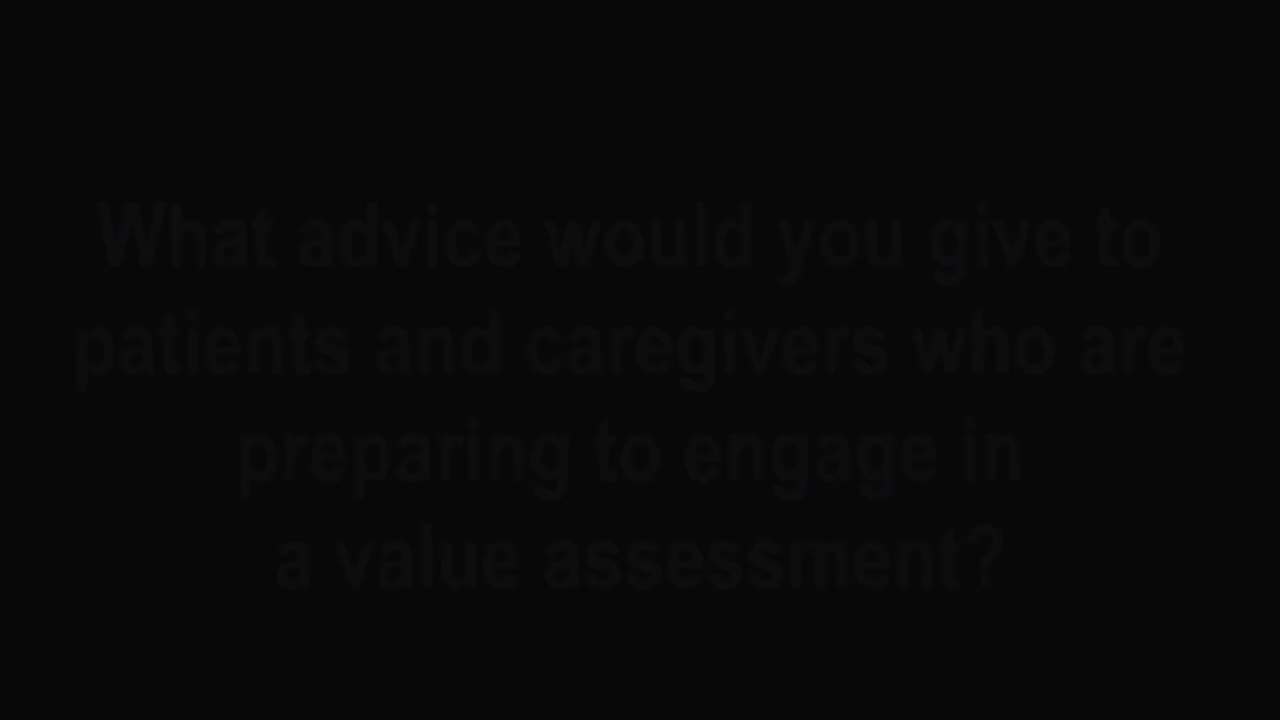 What advice would you give to
patients and caregivers who are
preparing to engage in
a value assessment?